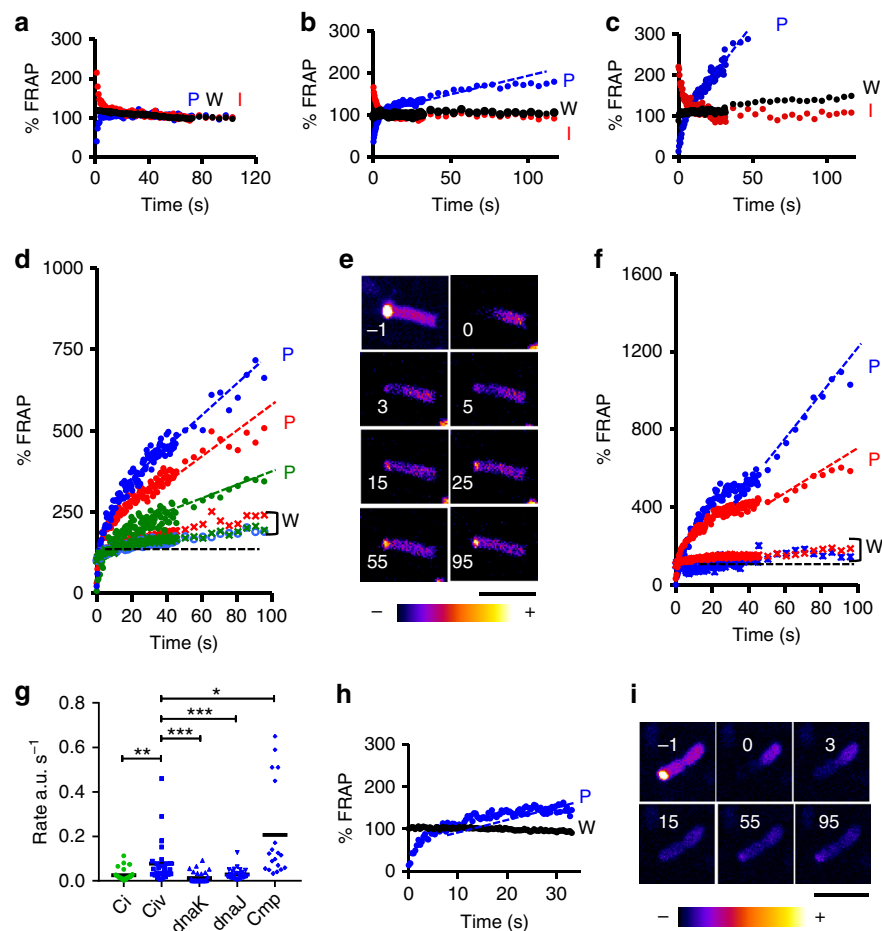 a
300
200
100
0
% FRAP
P W I
0 40 80 120
Time (s)
b
300
200
100
0
% FRAP
P
W
I
0 50 100
Time (s)
c
300
200
100
0
% FRAP
P
W
I
0 50 100
Time (s)
d
1000
750
500
250
0
% FRAP
P
P
P
W
0 20 40 60 80 100
Time (s)
e
–1 0
3 5
15 25
55 95
– +
f
1600
1200
800
400
0
% FRAP
P
P
W
0 20 40 60 80 100
Time (s)
g
0.8
0.6
0.4
0.2
0.0
Rate a.u. s⁻¹
*
***
***
**
Ci Civ dnaK dnaJ Cmp
h
300
200
100
0
% FRAP
P
W
0 10 20 30
Time (s)
i
–1 0 3
15 55 95
– +